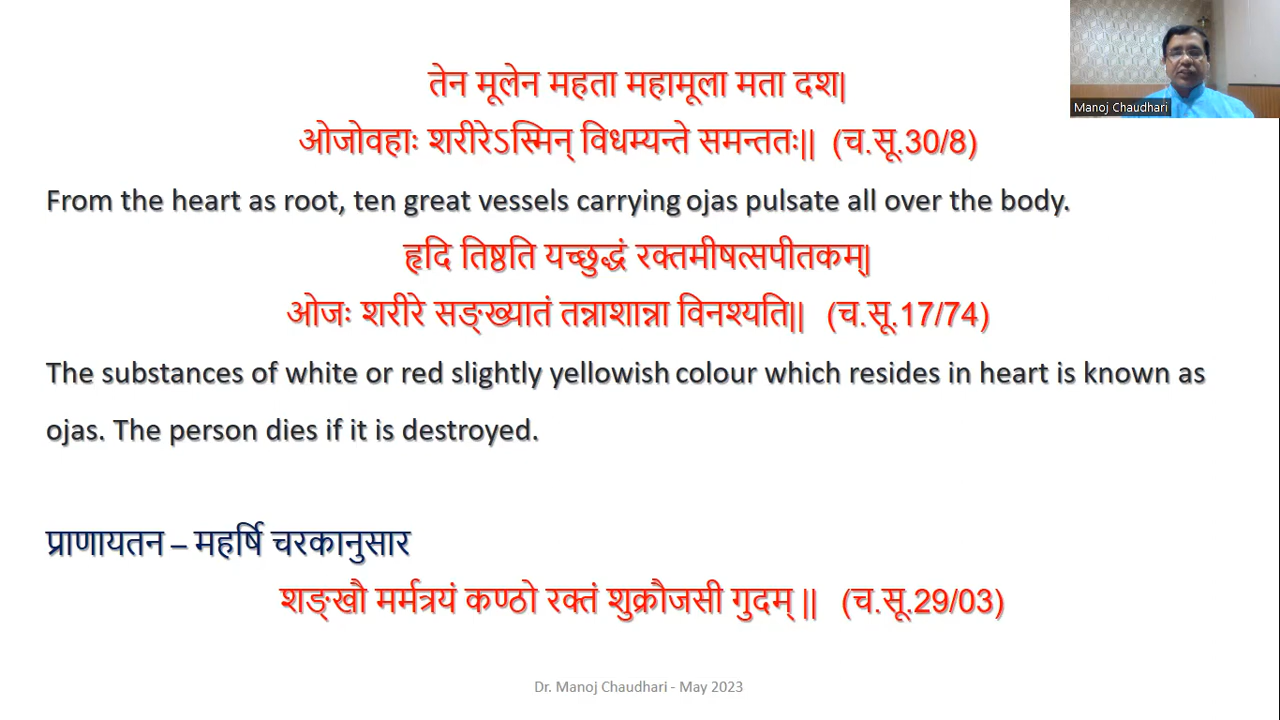 Manoj Chaudhari
तेन मूलेन महता महामूला मता दश|
ओजोवहाः शरीरेऽस्मिन् विधम्यन्ते समन्ततः|| (च.सू.30/8)
From the heart as root, ten great vessels carrying ojas pulsate all over the body.
हृदि तिष्ठति यच्छुद्धं रक्तमीषत्सपीतकम्|
ओजः शरीरे सङ्ख्यातं तन्नाशान्ना विनश्यति|| (च.सू.17/74)
The substances of white or red slightly yellowish colour which resides in heart is known as
ojas. The person dies if it is destroyed.
प्राणायतन – महर्षि चरकानुसार
शङ्खौ मर्मत्रयं कण्ठो रक्तं शुक्रौजसी गुदम् || (च.सू.29/03)
Dr. Manoj Chaudhari - May 2023